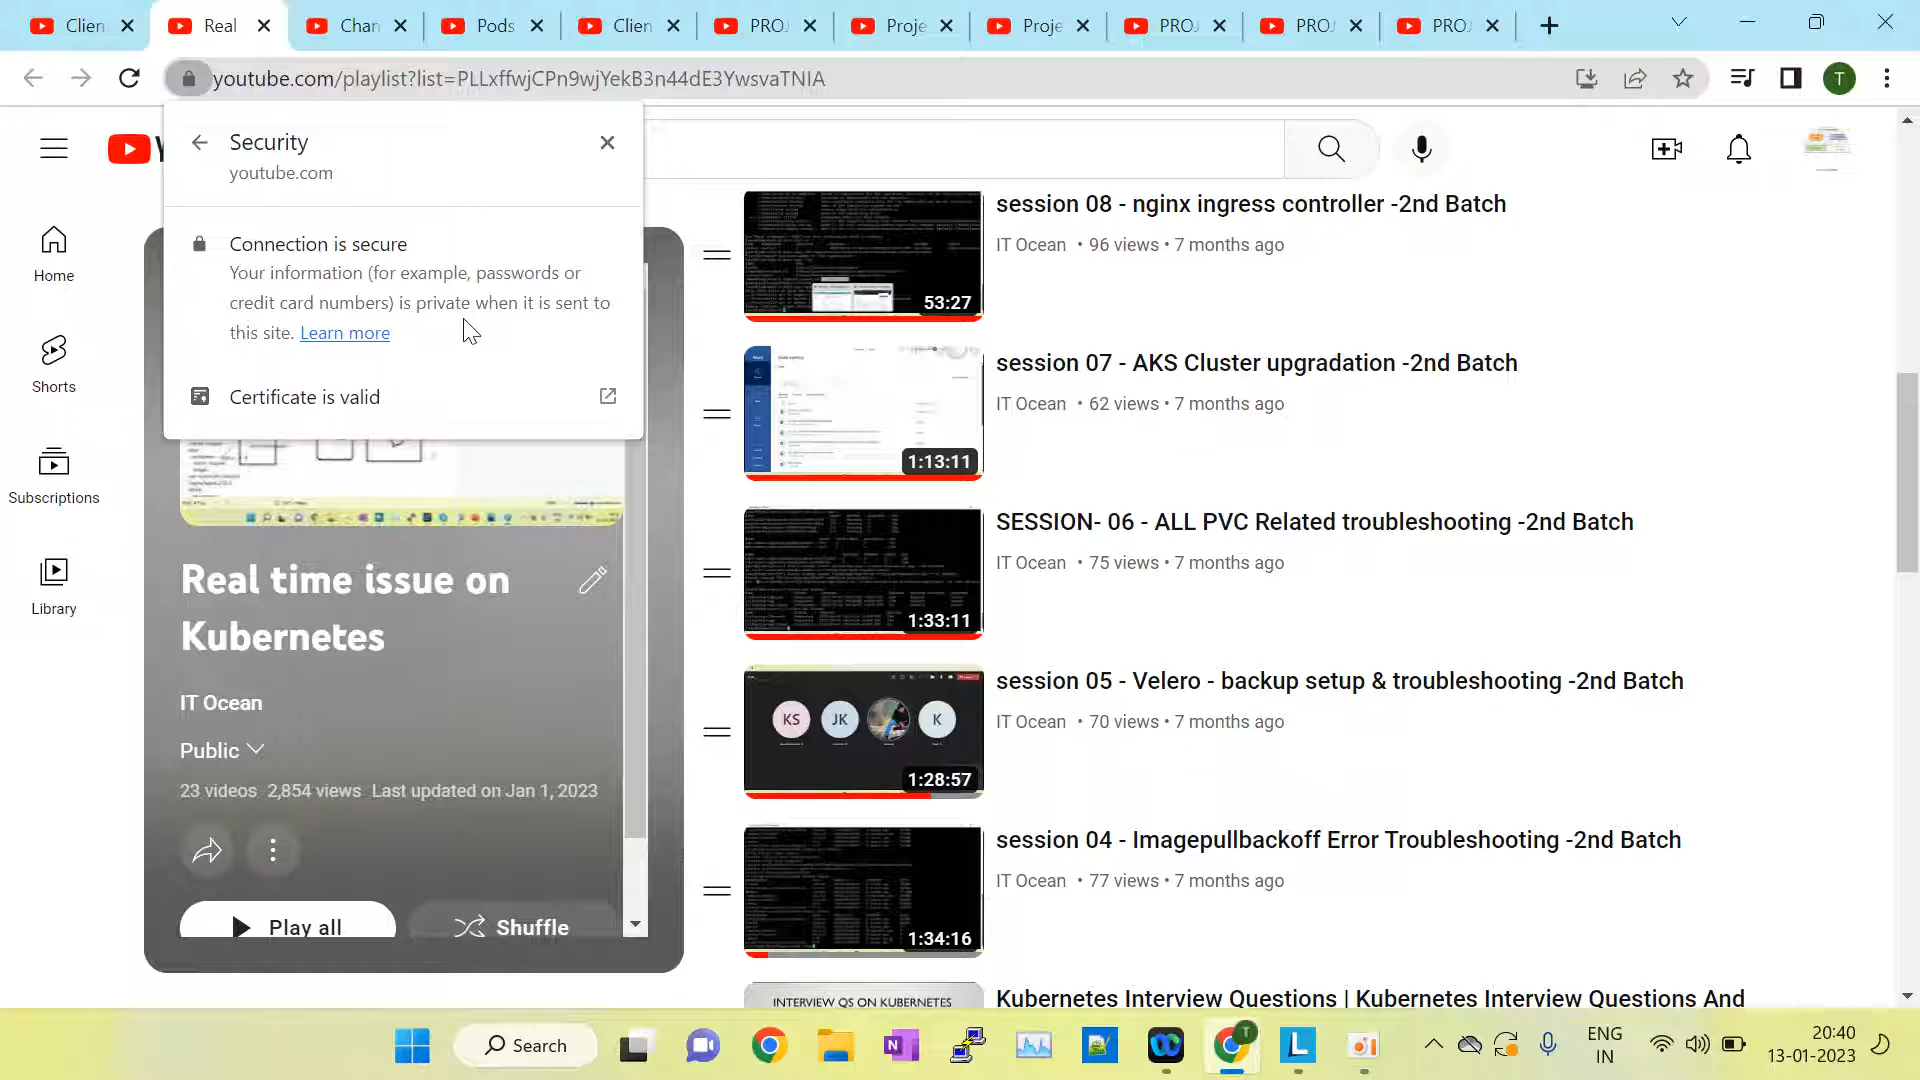 Clien
Real
Chan
Pods
Clien
PROJ
Proje
Proje
PROJ
PROJ
PROJ
youtube.com/playlist?list=PLLxffwjCPn9wjYekB3n44dE3YwsvaTNIA
T
Security
youtube.com
Connection is secure
Your information (for example, passwords or
credit card numbers) is private when it is sent to
this site. Learn more
Certificate is valid
Home
Shorts
Subscriptions
Library
Real time issue on
Kubernetes
IT Ocean
Public
23 videos 2,854 views Last updated on Jan 1, 2023
Play all
Shuffle
53:27
session 08 - nginx ingress controller -2nd Batch
IT Ocean • 96 views • 7 months ago
1:13:11
session 07 - AKS Cluster upgradation -2nd Batch
IT Ocean • 62 views • 7 months ago
1:33:11
SESSION- 06 - ALL PVC Related troubleshooting -2nd Batch
IT Ocean • 75 views • 7 months ago
KS
JK
K
1:28:57
session 05 - Velero - backup setup & troubleshooting -2nd Batch
IT Ocean • 70 views • 7 months ago
1:34:16
session 04 - Imagepullbackoff Error Troubleshooting -2nd Batch
IT Ocean • 77 views • 7 months ago
INTERVIEW QS ON KUBERNETES
Kubernetes Interview Questions | Kubernetes Interview Questions And
Search
ENG
IN
20:40
13-01-2023